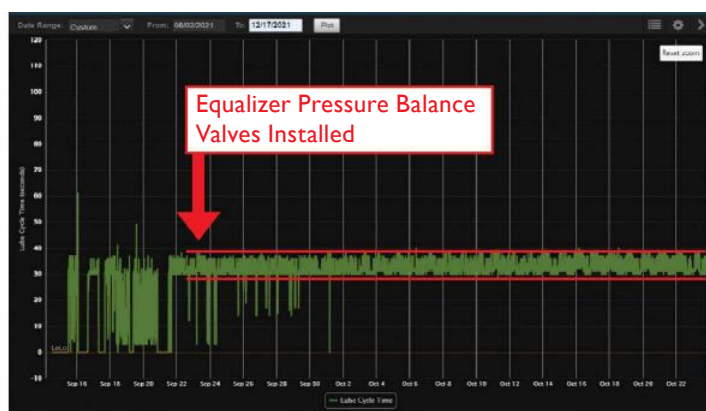 Date Range: Custom From: 06/02/2021 To: 12/17/2021 Plot
Reset zoom
Equalizer Pressure Balance
Valves Installed
Lube Cycle Time (seconds)
120
110
100
90
80
70
60
50
40
30
20
10
0
-10
LoLo
Sep 16 Sep 18 Sep 20 Sep 22 Sep 24 Sep 26 Sep 28 Sep 30 Oct 2 Oct 4 Oct 6 Oct 8 Oct 10 Oct 12 Oct 14 Oct 16 Oct 18 Oct 20 Oct 22
Lube Cycle Time